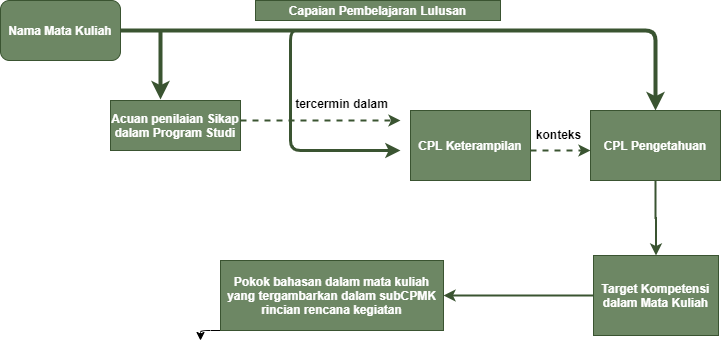 Capaian Pembelajaran Lulusan
Nama Mata Kuliah
tercermin dalam
Acuan penilaian Sikap
dalam Program Studi
CPL Keterampilan
konteks
CPL Pengetahuan
Target Kompetensi
dalam Mata Kuliah
Pokok bahasan dalam mata kuliah
yang tergambarkan dalam subCPMK
rincian rencana kegiatan